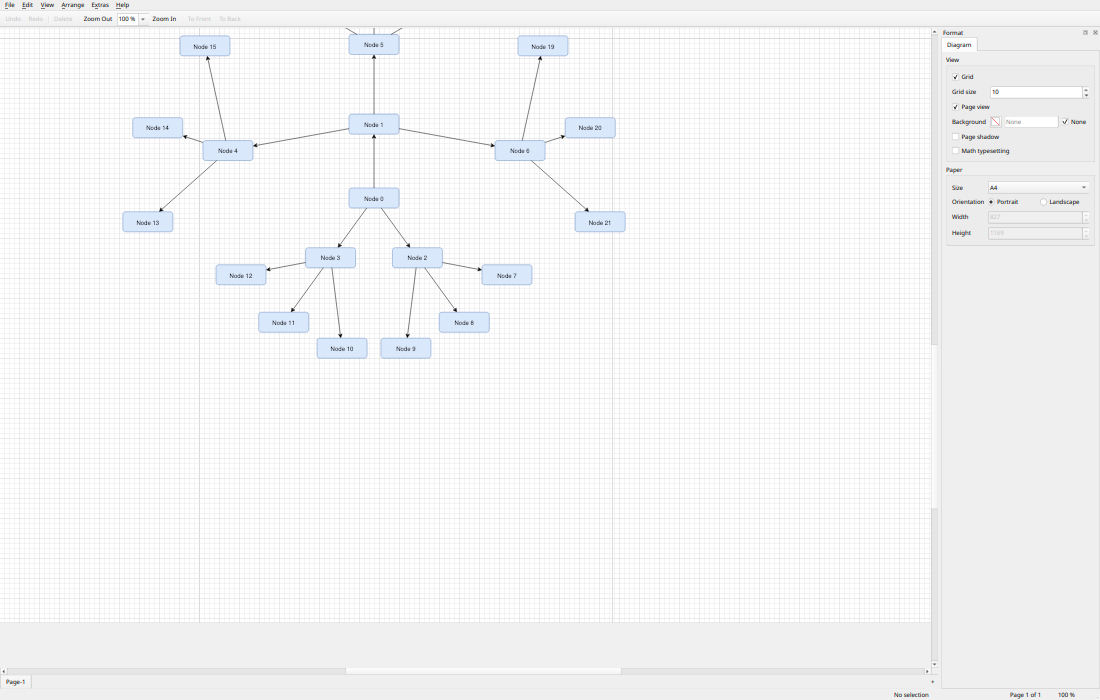 File Edit View Arrange Extras Help
Undo Redo Delete Zoom Out 100 % Zoom In To Front To Back
Node 5
Node 15
Node 19
Node 1
Node 14
Node 20
Node 4
Node 6
Node 0
Node 13
Node 21
Node 3
Node 2
Node 12
Node 7
Node 11
Node 8
Node 10
Node 9
Format
Diagram
View
Grid
Grid size 10
Page view
Background None None
Page shadow
Math typesetting
Paper
Size A4
Orientation Portrait Landscape
Width 827
Height 1169
Page-1
No selection Page 1 of 1 100 %